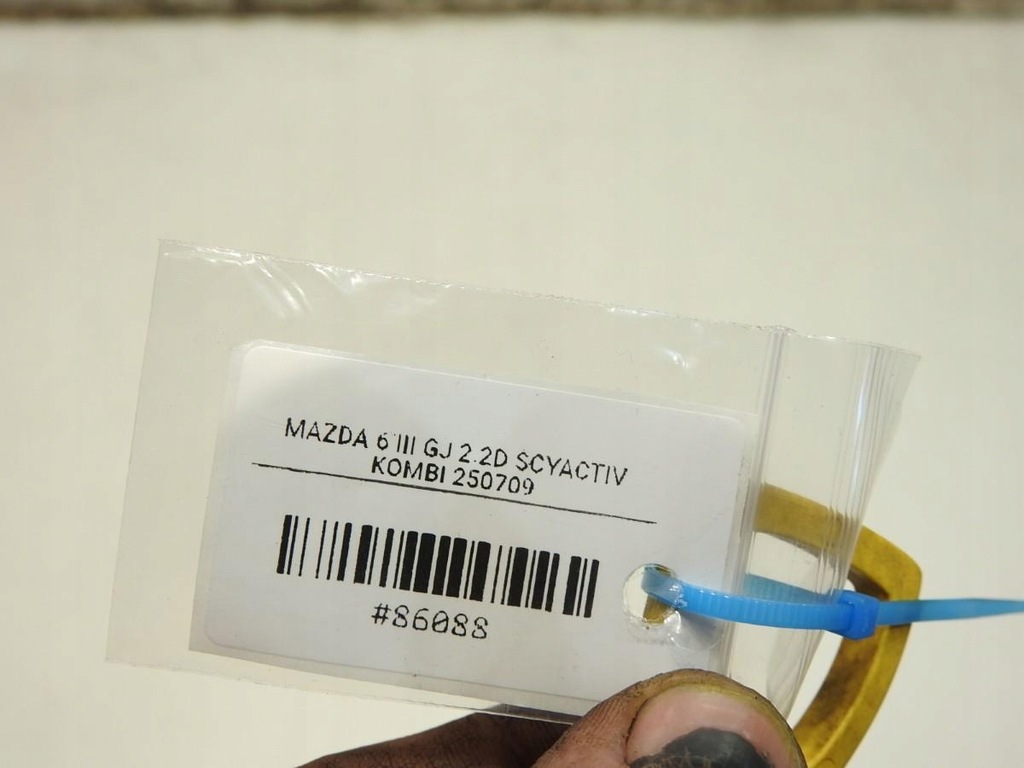 MAZDA 6 III GJ 2.2D SCYACTIV
KOMBI 250709
#86088